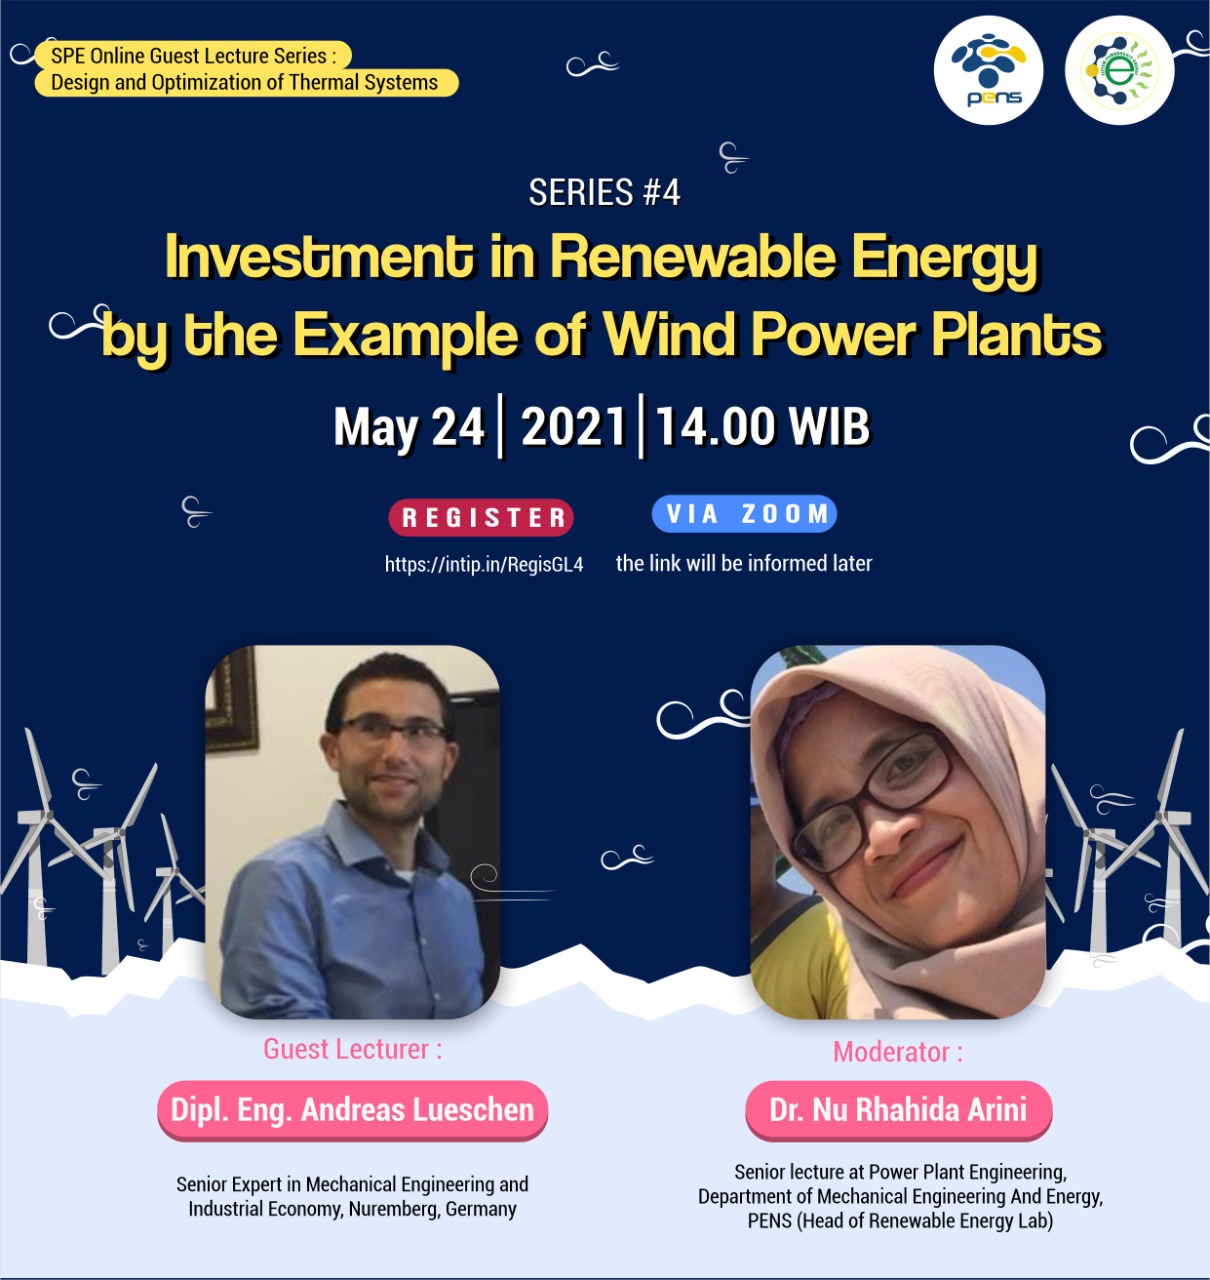 SPE Online Guest Lecture Series :
Design and Optimization of Thermal Systems
pens
e
SERIES #4
Investment in Renewable Energy
by the Example of Wind Power Plants
May 24 | 2021 | 14.00 WIB
REGISTER
https://intip.in/RegisGL4
VIA ZOOM
the link will be informed later
Guest Lecturer :
Dipl. Eng. Andreas Lueschen
Senior Expert in Mechanical Engineering and
Industrial Economy, Nuremberg, Germany
Moderator :
Dr. Nu Rhahida Arini
Senior lecture at Power Plant Engineering,
Department of Mechanical Engineering And Energy,
PENS (Head of Renewable Energy Lab)